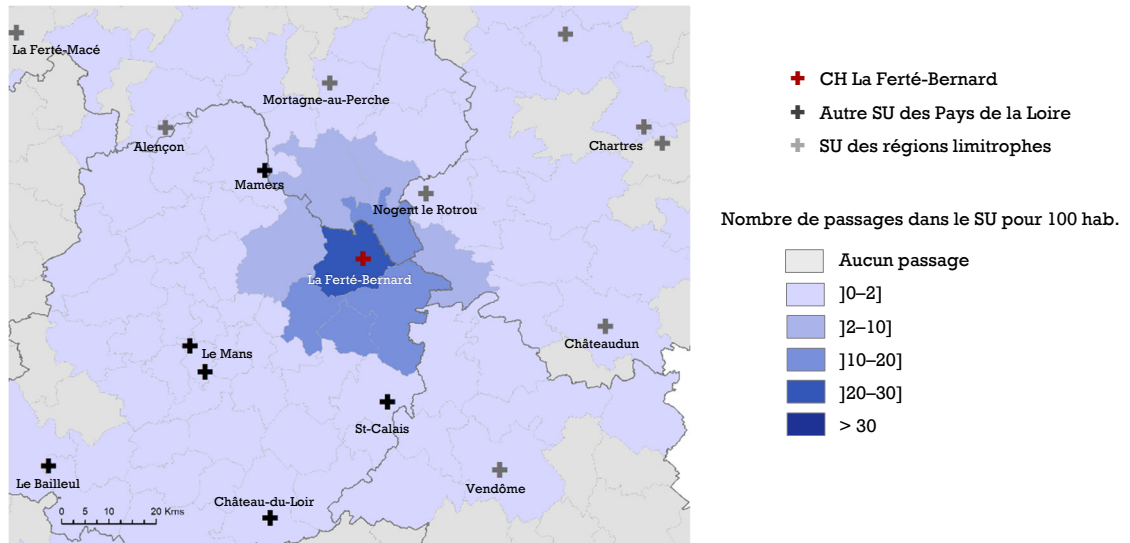 La Ferté-Macé
Mortagne-au-Perche
Alençon
Chartres
Mamers
Nogent le Rotrou
La Ferté-Bernard
Châteaudun
Le Mans
St-Calais
Le Bailleul
Vendôme
Château-du-Loir
0 5 10 20 Kms
CH La Ferté-Bernard
Autre SU des Pays de la Loire
SU des régions limitrophes
Nombre de passages dans le SU pour 100 hab.
Aucun passage
]0–2]
]2–10]
]10–20]
]20–30]
> 30